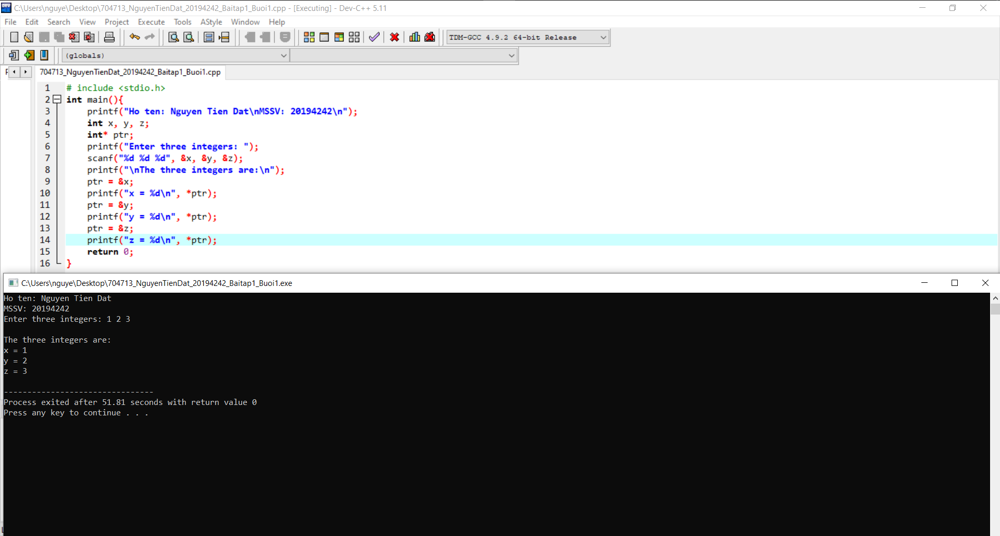 C:\Users\nguye\Desktop\704713_NguyenTienDat_20194242_Baitap1_Buoi1.cpp - [Executing] - Dev-C++ 5.11
File Edit Search View Project Execute Tools AStyle Window Help
TDM-GCC 4.9.2 64-bit Release
(globals)
704713_NguyenTienDat_20194242_Baitap1_Buoi1.cpp
1 # include <stdio.h>
2 int main(){
3     printf("Ho ten: Nguyen Tien Dat\nMSSV: 20194242\n");
4     int x, y, z;
5     int* ptr;
6     printf("Enter three integers: ");
7     scanf("%d %d %d", &x, &y, &z);
8     printf("\nThe three integers are:\n");
9     ptr = &x;
10     printf("x = %d\n", *ptr);
11     ptr = &y;
12     printf("y = %d\n", *ptr);
13     ptr = &z;
14     printf("z = %d\n", *ptr);
15     return 0;
16 }
C:\Users\nguye\Desktop\704713_NguyenTienDat_20194242_Baitap1_Buoi1.exe
Ho ten: Nguyen Tien Dat
MSSV: 20194242
Enter three integers: 1 2 3
The three integers are:
x = 1
y = 2
z = 3
--------------------------------
Process exited after 51.81 seconds with return value 0
Press any key to continue . . .